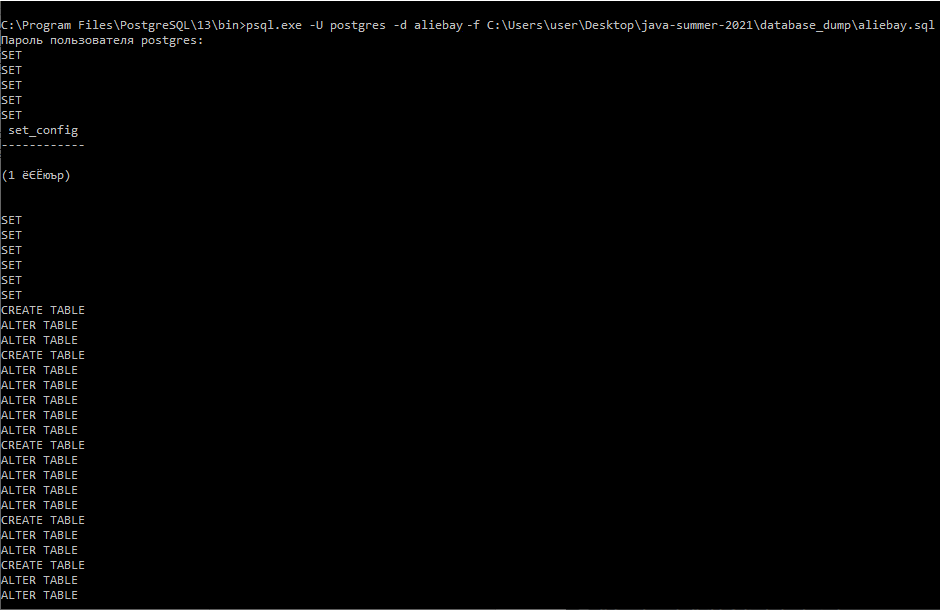 C:\Program Files\PostgreSQL\13\bin>psql.exe -U postgres -d aliebay -f C:\Users\user\Desktop\java-summer-2021\database_dump\aliebay.sql
Пароль пользователя postgres:
SET
SET
SET
SET
SET
set_config
------------
(1 ёЄЁюър)
SET
SET
SET
SET
SET
SET
CREATE TABLE
ALTER TABLE
ALTER TABLE
CREATE TABLE
ALTER TABLE
ALTER TABLE
ALTER TABLE
ALTER TABLE
ALTER TABLE
CREATE TABLE
ALTER TABLE
ALTER TABLE
ALTER TABLE
ALTER TABLE
CREATE TABLE
ALTER TABLE
ALTER TABLE
CREATE TABLE
ALTER TABLE
ALTER TABLE